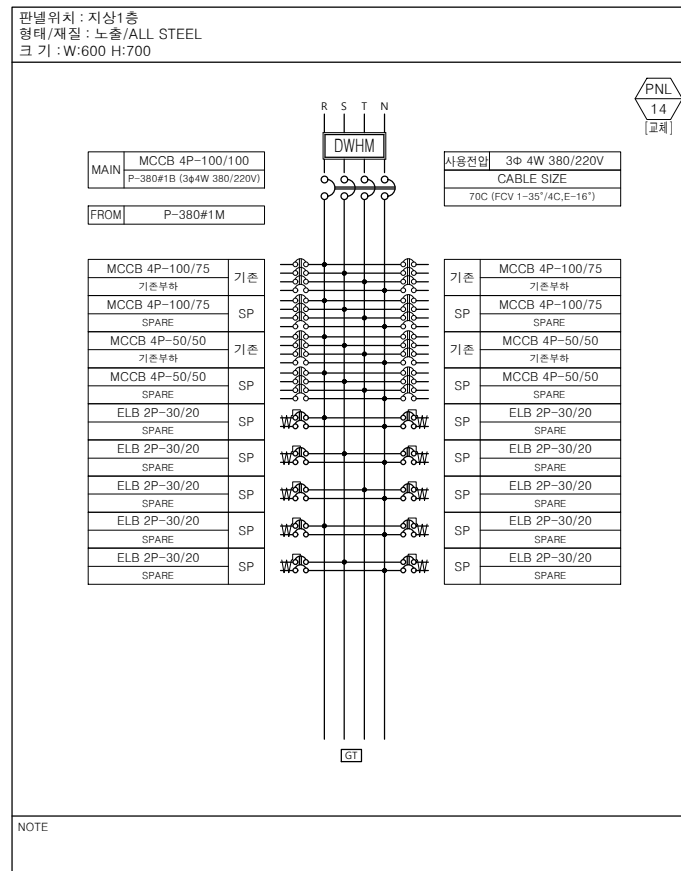 판넬위치 : 지상1층
형태/재질 : 노출/ALL STEEL
크 기 : W:600 H:700
PNL
14
[교체]
R S T N
DWHM
MAIN
MCCB 4P-100/100
P-380#1B (3φ4W 380/220V)
FROM P-380#1M
사용전압 3Φ 4W 380/220V
CABLE SIZE
70C (FCV 1-35°/4C,E-16°)
MCCB 4P-100/75
기존부하
기존
MCCB 4P-100/75
SPARE
SP
MCCB 4P-50/50
기존부하
기존
MCCB 4P-50/50
SPARE
SP
ELB 2P-30/20
SPARE
SP
ELB 2P-30/20
SPARE
SP
ELB 2P-30/20
SPARE
SP
ELB 2P-30/20
SPARE
SP
ELB 2P-30/20
SPARE
SP
기존
MCCB 4P-100/75
기존부하
SP
MCCB 4P-100/75
SPARE
기존
MCCB 4P-50/50
기존부하
SP
MCCB 4P-50/50
SPARE
SP
ELB 2P-30/20
SPARE
SP
ELB 2P-30/20
SPARE
SP
ELB 2P-30/20
SPARE
SP
ELB 2P-30/20
SPARE
SP
ELB 2P-30/20
SPARE
GT
NOTE